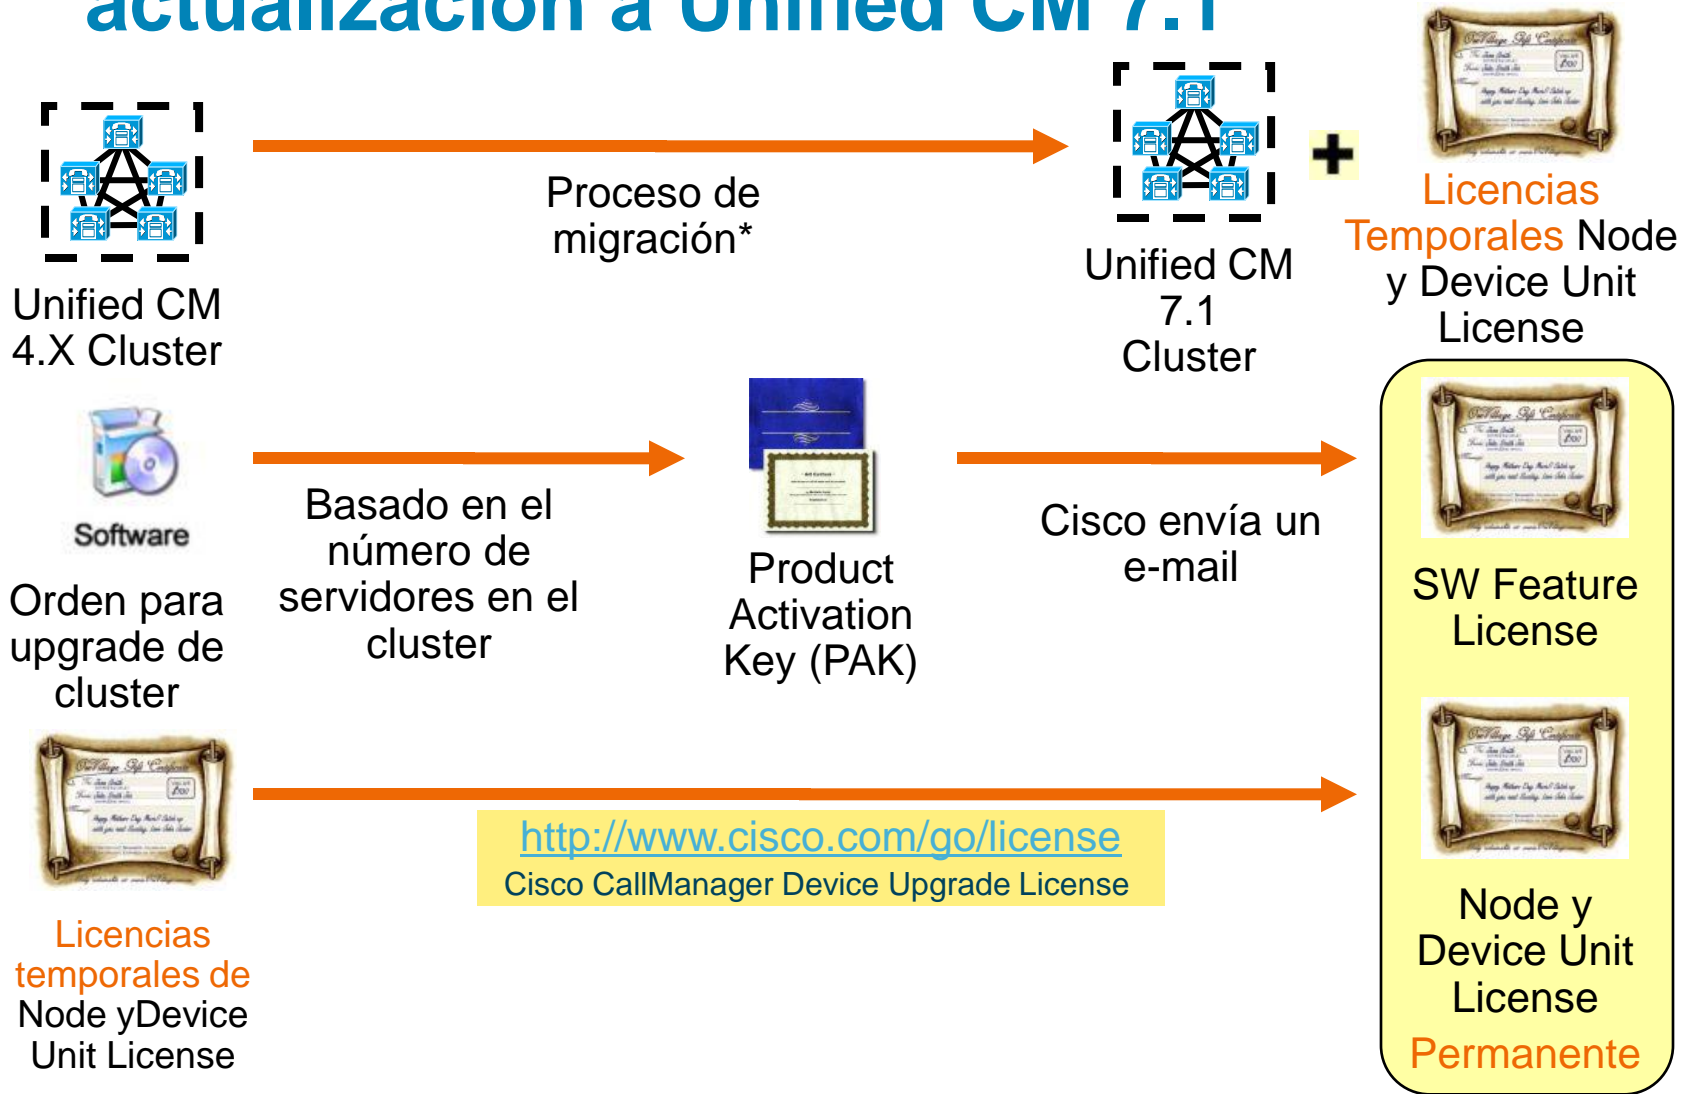 actualización a Unified CM 7.1
Proceso de
migración*
Unified CM
4.X Cluster
Unified CM
7.1
Cluster
Licencias
Temporales Node
y Device Unit
License
Software
Orden para
upgrade de
cluster
Basado en el
número de
servidores en el
cluster
Product
Activation
Key (PAK)
Cisco envía un
e-mail
SW Feature
License
Licencias
temporales de
Node yDevice
Unit License
http://www.cisco.com/go/license
Cisco CallManager Device Upgrade License
Node y
Device Unit
License
Permanente